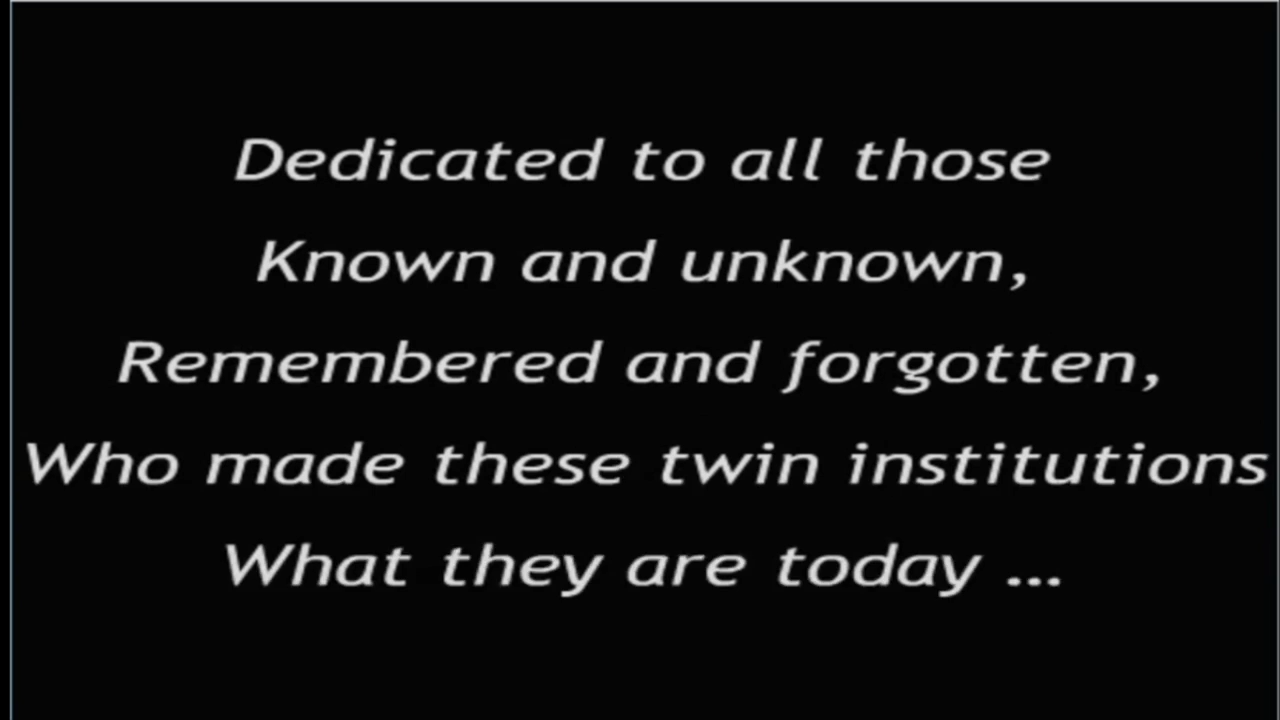 Dedicated to all those
Known and unknown,
Remembered and forgotten,
Who made these twin institutions
What they are today ...